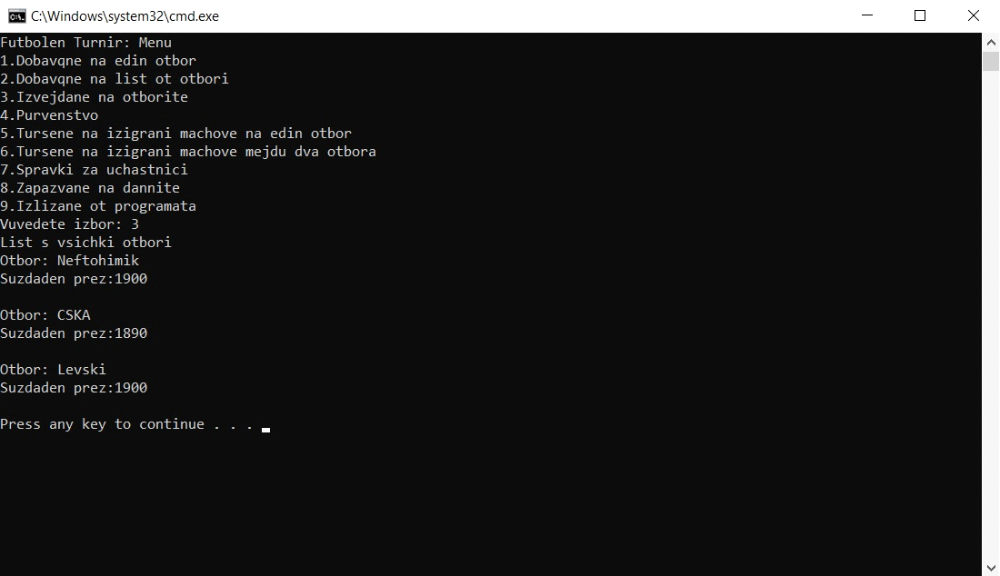 C:\Windows\system32\cmd.exe
Futbolen Turnir: Menu
1.Dobavqne na edin otbor
2.Dobavqne na list ot otbori
3.Izvejdane na otborite
4.Purvenstvo
5.Tursene na izigrani machove na edin otbor
6.Tursene na izigrani machove mejdu dva otbora
7.Spravki za uchastnici
8.Zapazvane na dannite
9.Izlizane ot programata
Vuvedete izbor: 3
List s vsichki otbori
Otbor: Neftohimik
Suzdaden prez:1900
Otbor: CSKA
Suzdaden prez:1890
Otbor: Levski
Suzdaden prez:1900
Press any key to continue . . .